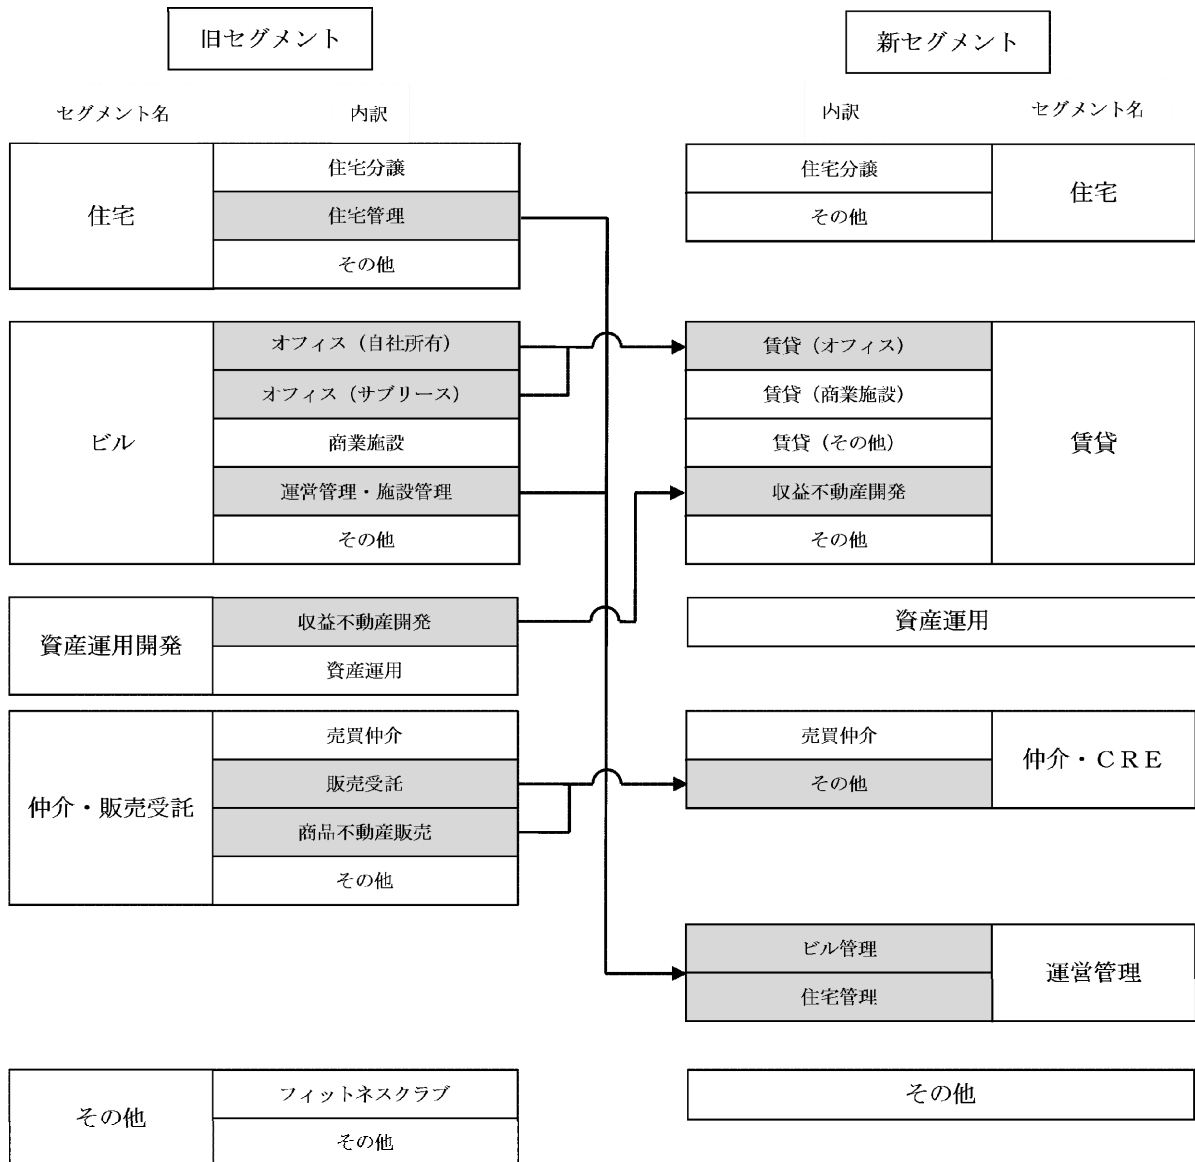 旧セグメント
新セグメント
セグメント名
内訳
内訳
セグメント名
住宅
住宅分譲
住宅管理
その他
住宅分譲
その他
住宅
ビル
オフィス（自社所有）
オフィス（サブリース）
商業施設
運営管理・施設管理
その他
賃貸（オフィス）
賃貸（商業施設）
賃貸（その他）
収益不動産開発
その他
賃貸
資産運用開発
収益不動産開発
資産運用
資産運用
仲介・販売受託
売買仲介
販売受託
商品不動産販売
その他
売買仲介
その他
仲介・ＣＲＥ
ビル管理
住宅管理
運営管理
その他
フィットネスクラブ
その他
その他